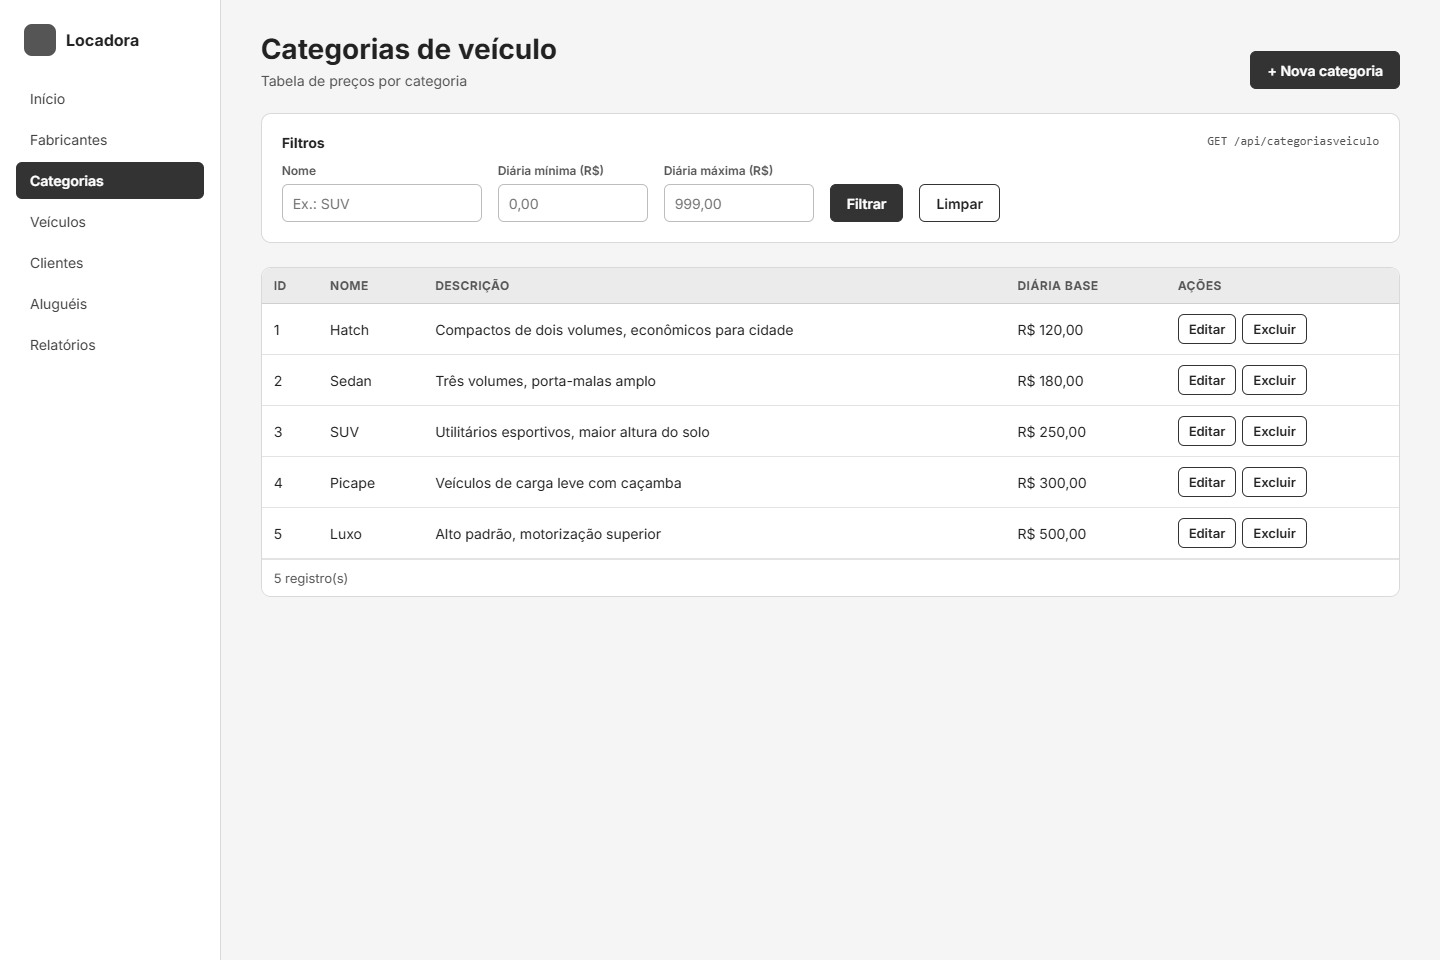 Locadora
Início
Fabricantes
Categorias
Veículos
Clientes
Aluguéis
Relatórios
Categorias de veículo
Tabela de preços por categoria
+ Nova categoria
Filtros
GET /api/categoriasveiculo
Nome Diária mínima (R$) Diária máxima (R$)
Ex.: SUV 0,00 999,00 Filtrar Limpar
ID NOME DESCRIÇÃO DIÁRIA BASE AÇÕES
1 Hatch Compactos de dois volumes, econômicos para cidade R$ 120,00 Editar Excluir
2 Sedan Três volumes, porta-malas amplo R$ 180,00 Editar Excluir
3 SUV Utilitários esportivos, maior altura do solo R$ 250,00 Editar Excluir
4 Picape Veículos de carga leve com caçamba R$ 300,00 Editar Excluir
5 Luxo Alto padrão, motorização superior R$ 500,00 Editar Excluir
5 registro(s)